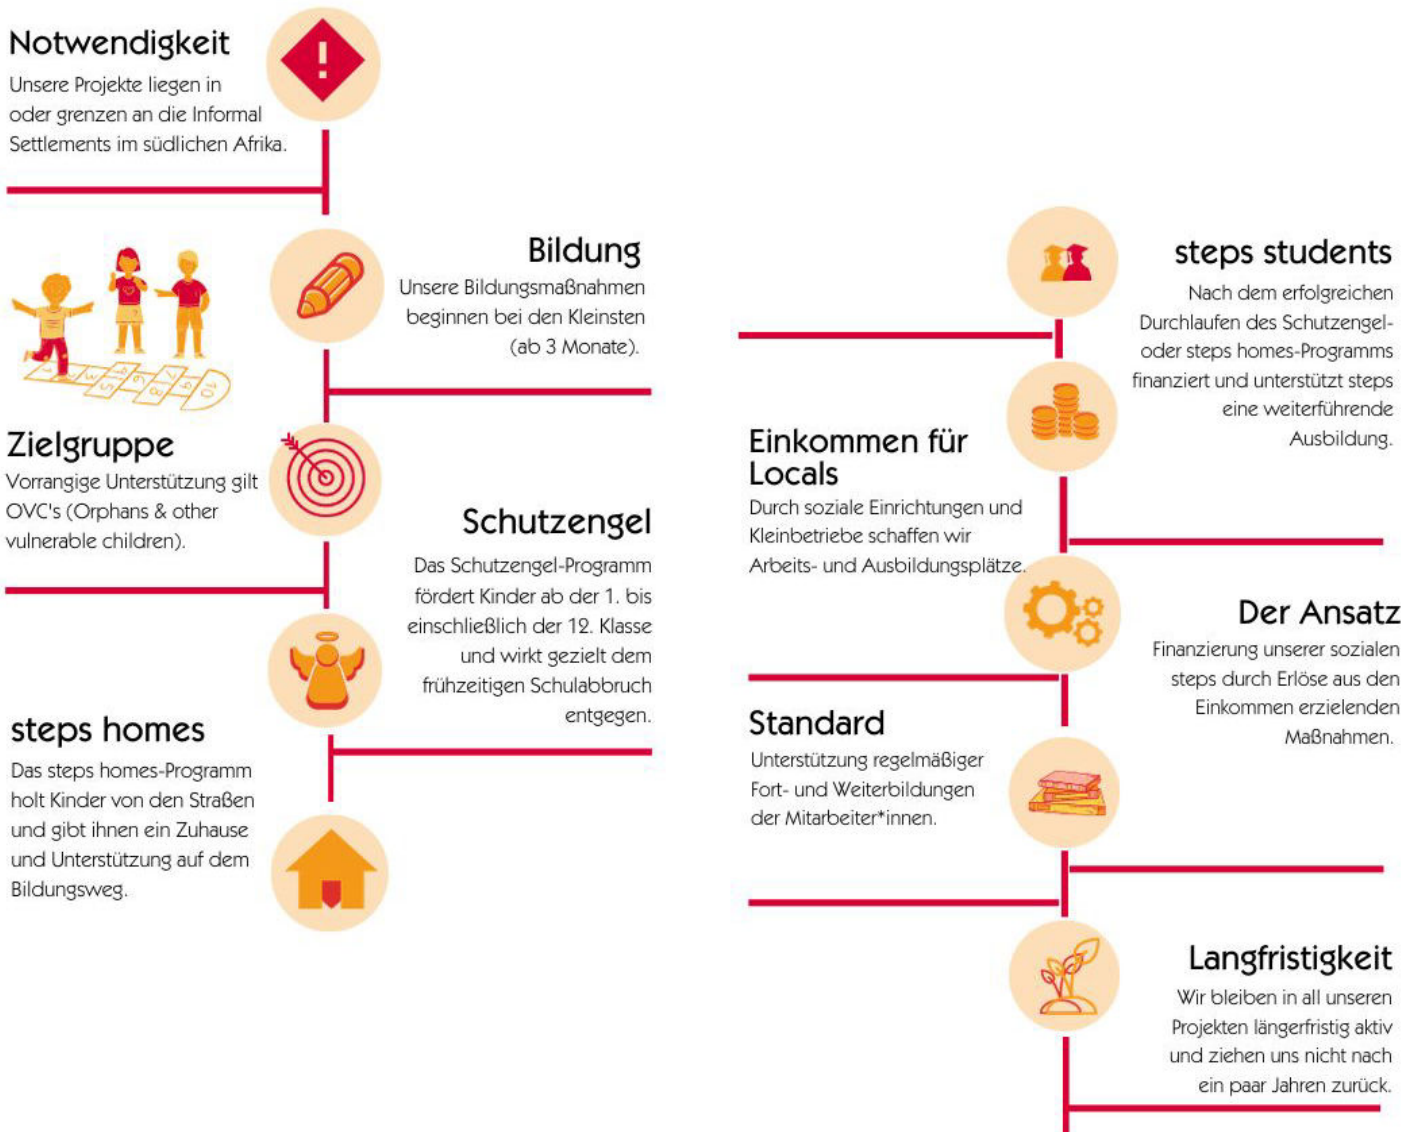 Notwendigkeit
Unsere Projekte liegen in
oder grenzen an die Informal
Settlements im südlichen Afrika.
Bildung
Unsere Bildungsmaßnahmen
beginnen bei den Kleinsten
(ab 3 Monate).
Zielgruppe
Vorrangige Unterstützung gilt
OVC's (Orphans & other
vulnerable children).
Schutzengel
Das Schutzengel-Programm
fördert Kinder ab der 1. bis
einschließlich der 12. Klasse
und wirkt gezielt dem
frühzeitigen Schulabbruch
entgegen.
steps homes
Das steps homes-Programm
holt Kinder von den Straßen
und gibt ihnen ein Zuhause
und Unterstützung auf dem
Bildungsweg.
steps students
Nach dem erfolgreichen
Durchlaufen des Schutzengel-
oder steps homes-Programms
finanziert und unterstützt steps
eine weiterführende
Ausbildung.
Einkommen für
Locals
Durch soziale Einrichtungen und
Kleinbetriebe schaffen wir
Arbeits- und Ausbildungsplätze.
Der Ansatz
Finanzierung unserer sozialen
steps durch Erlöse aus den
Einkommen erzielenden
Maßnahmen.
Standard
Unterstützung regelmäßiger
Fort- und Weiterbildungen
der Mitarbeiter*innen.
Langfristigkeit
Wir bleiben in all unseren
Projekten längerfristig aktiv
und ziehen uns nicht nach
ein paar Jahren zurück.